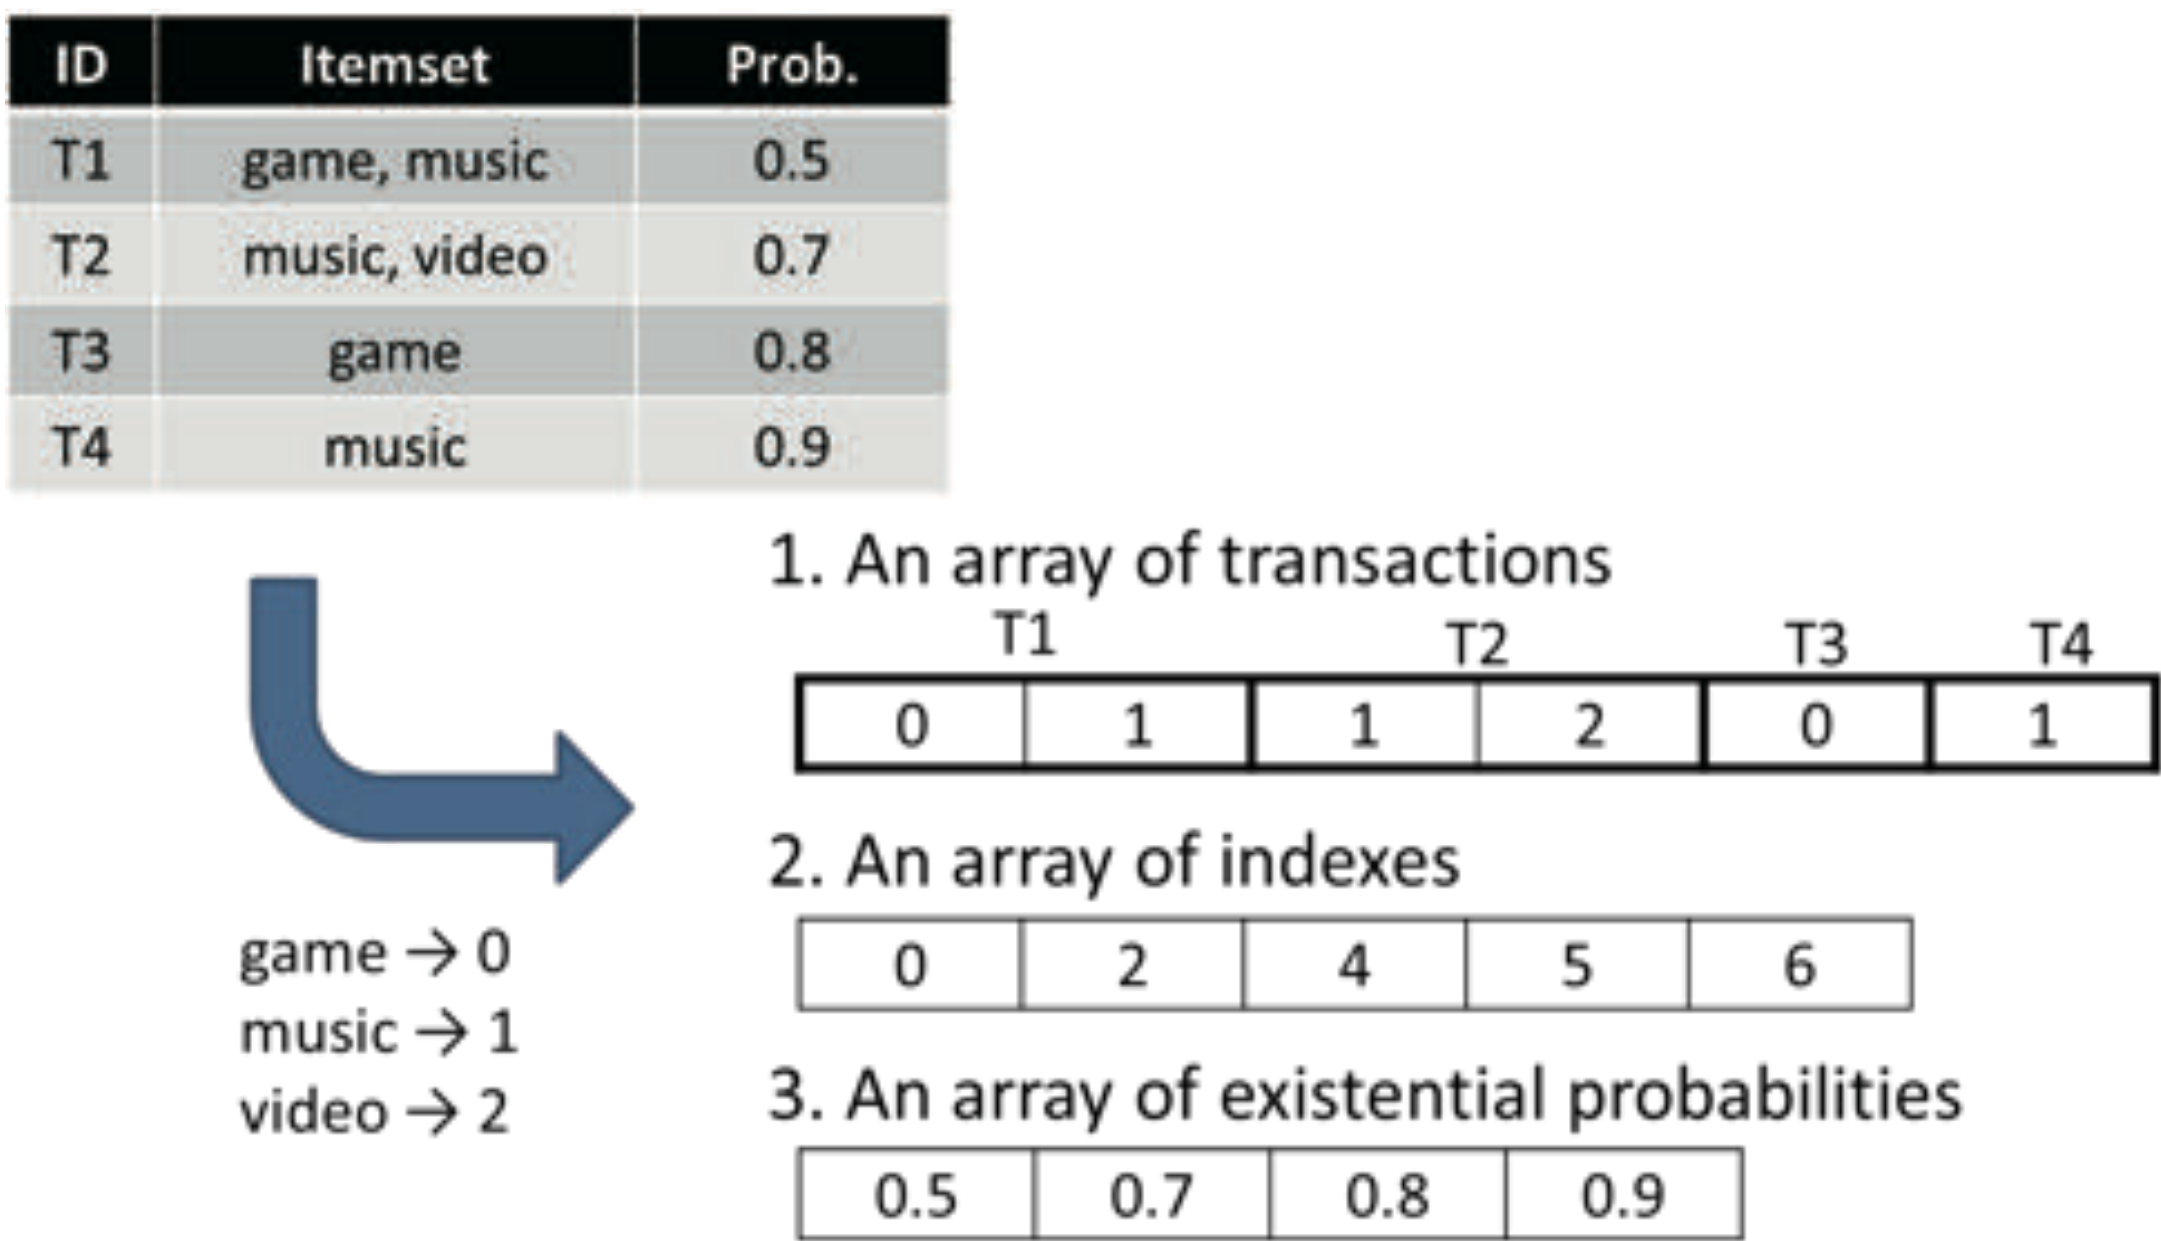 ID Itemset Prob.
T1 game, music 0.5
T2 music, video 0.7
T3 game 0.8
T4 music 0.9
1. An array of transactions
T1 T2 T3 T4
0 1 1 2 0 1
2. An array of indexes
0 2 4 5 6
game → 0
music → 1
video → 2
3. An array of existential probabilities
0.5 0.7 0.8 0.9